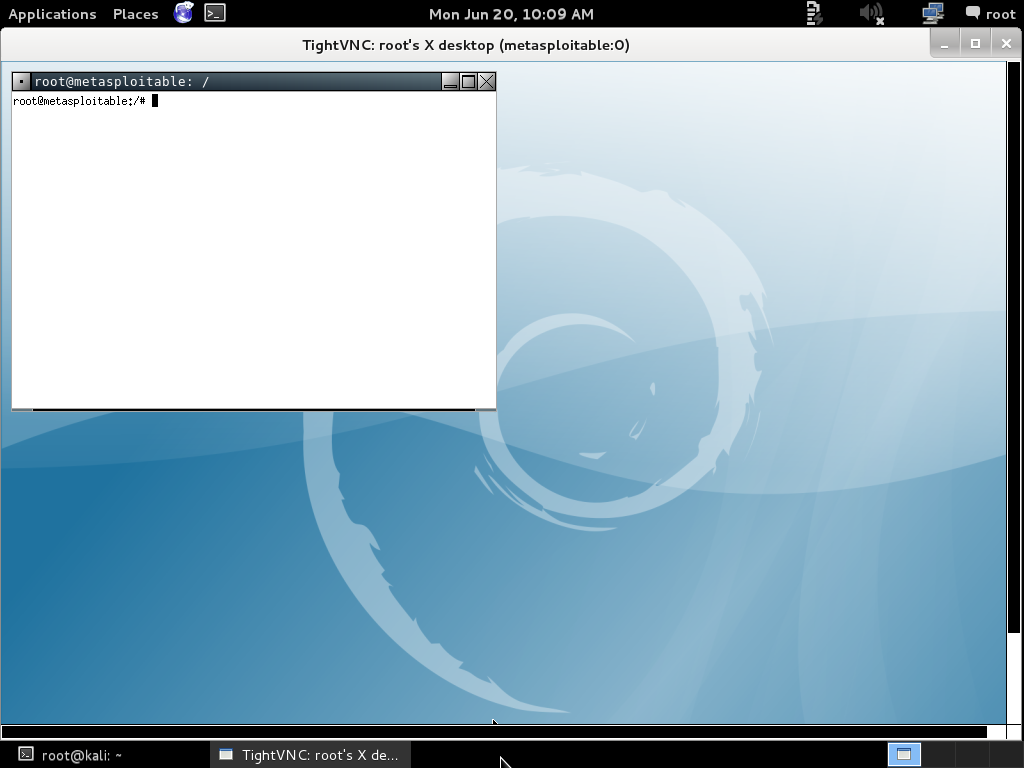 Applications Places Mon Jun 20, 10:09 AM root
TightVNC: root's X desktop (metasploitable:0)
root@metasploitable: /
root@metasploitable:/#
root@kali: ~ TightVNC: root's X de...